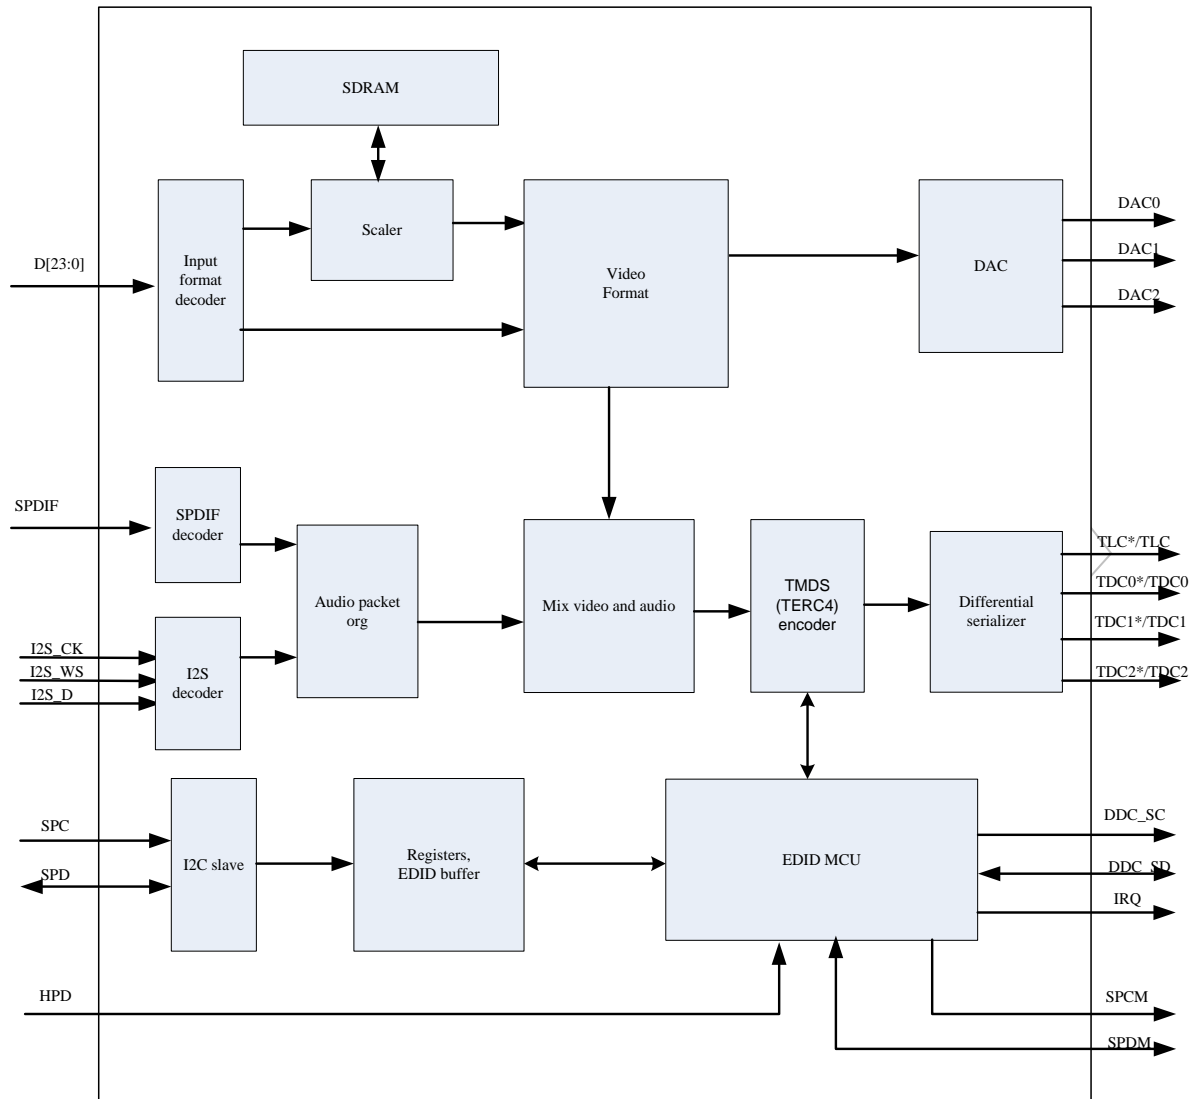 SDRAM
Scaler
D[23:0]
Input
format
decoder
Video
Format
DAC
DAC0
DAC1
DAC2
SPDIF
SPDIF
decoder
Audio packet
org
I2S_CK
I2S_WS
I2S_D
I2S
decoder
Mix video and audio
TMDS
(TERC4)
encoder
Differential
serializer
TLC*/TLC
TDC0*/TDC0
TDC1*/TDC1
TDC2*/TDC2
SPC
SPD
I2C slave
Registers,
EDID buffer
EDID MCU
DDC_SC
DDC_SD
IRQ
HPD
SPCM
SPDM